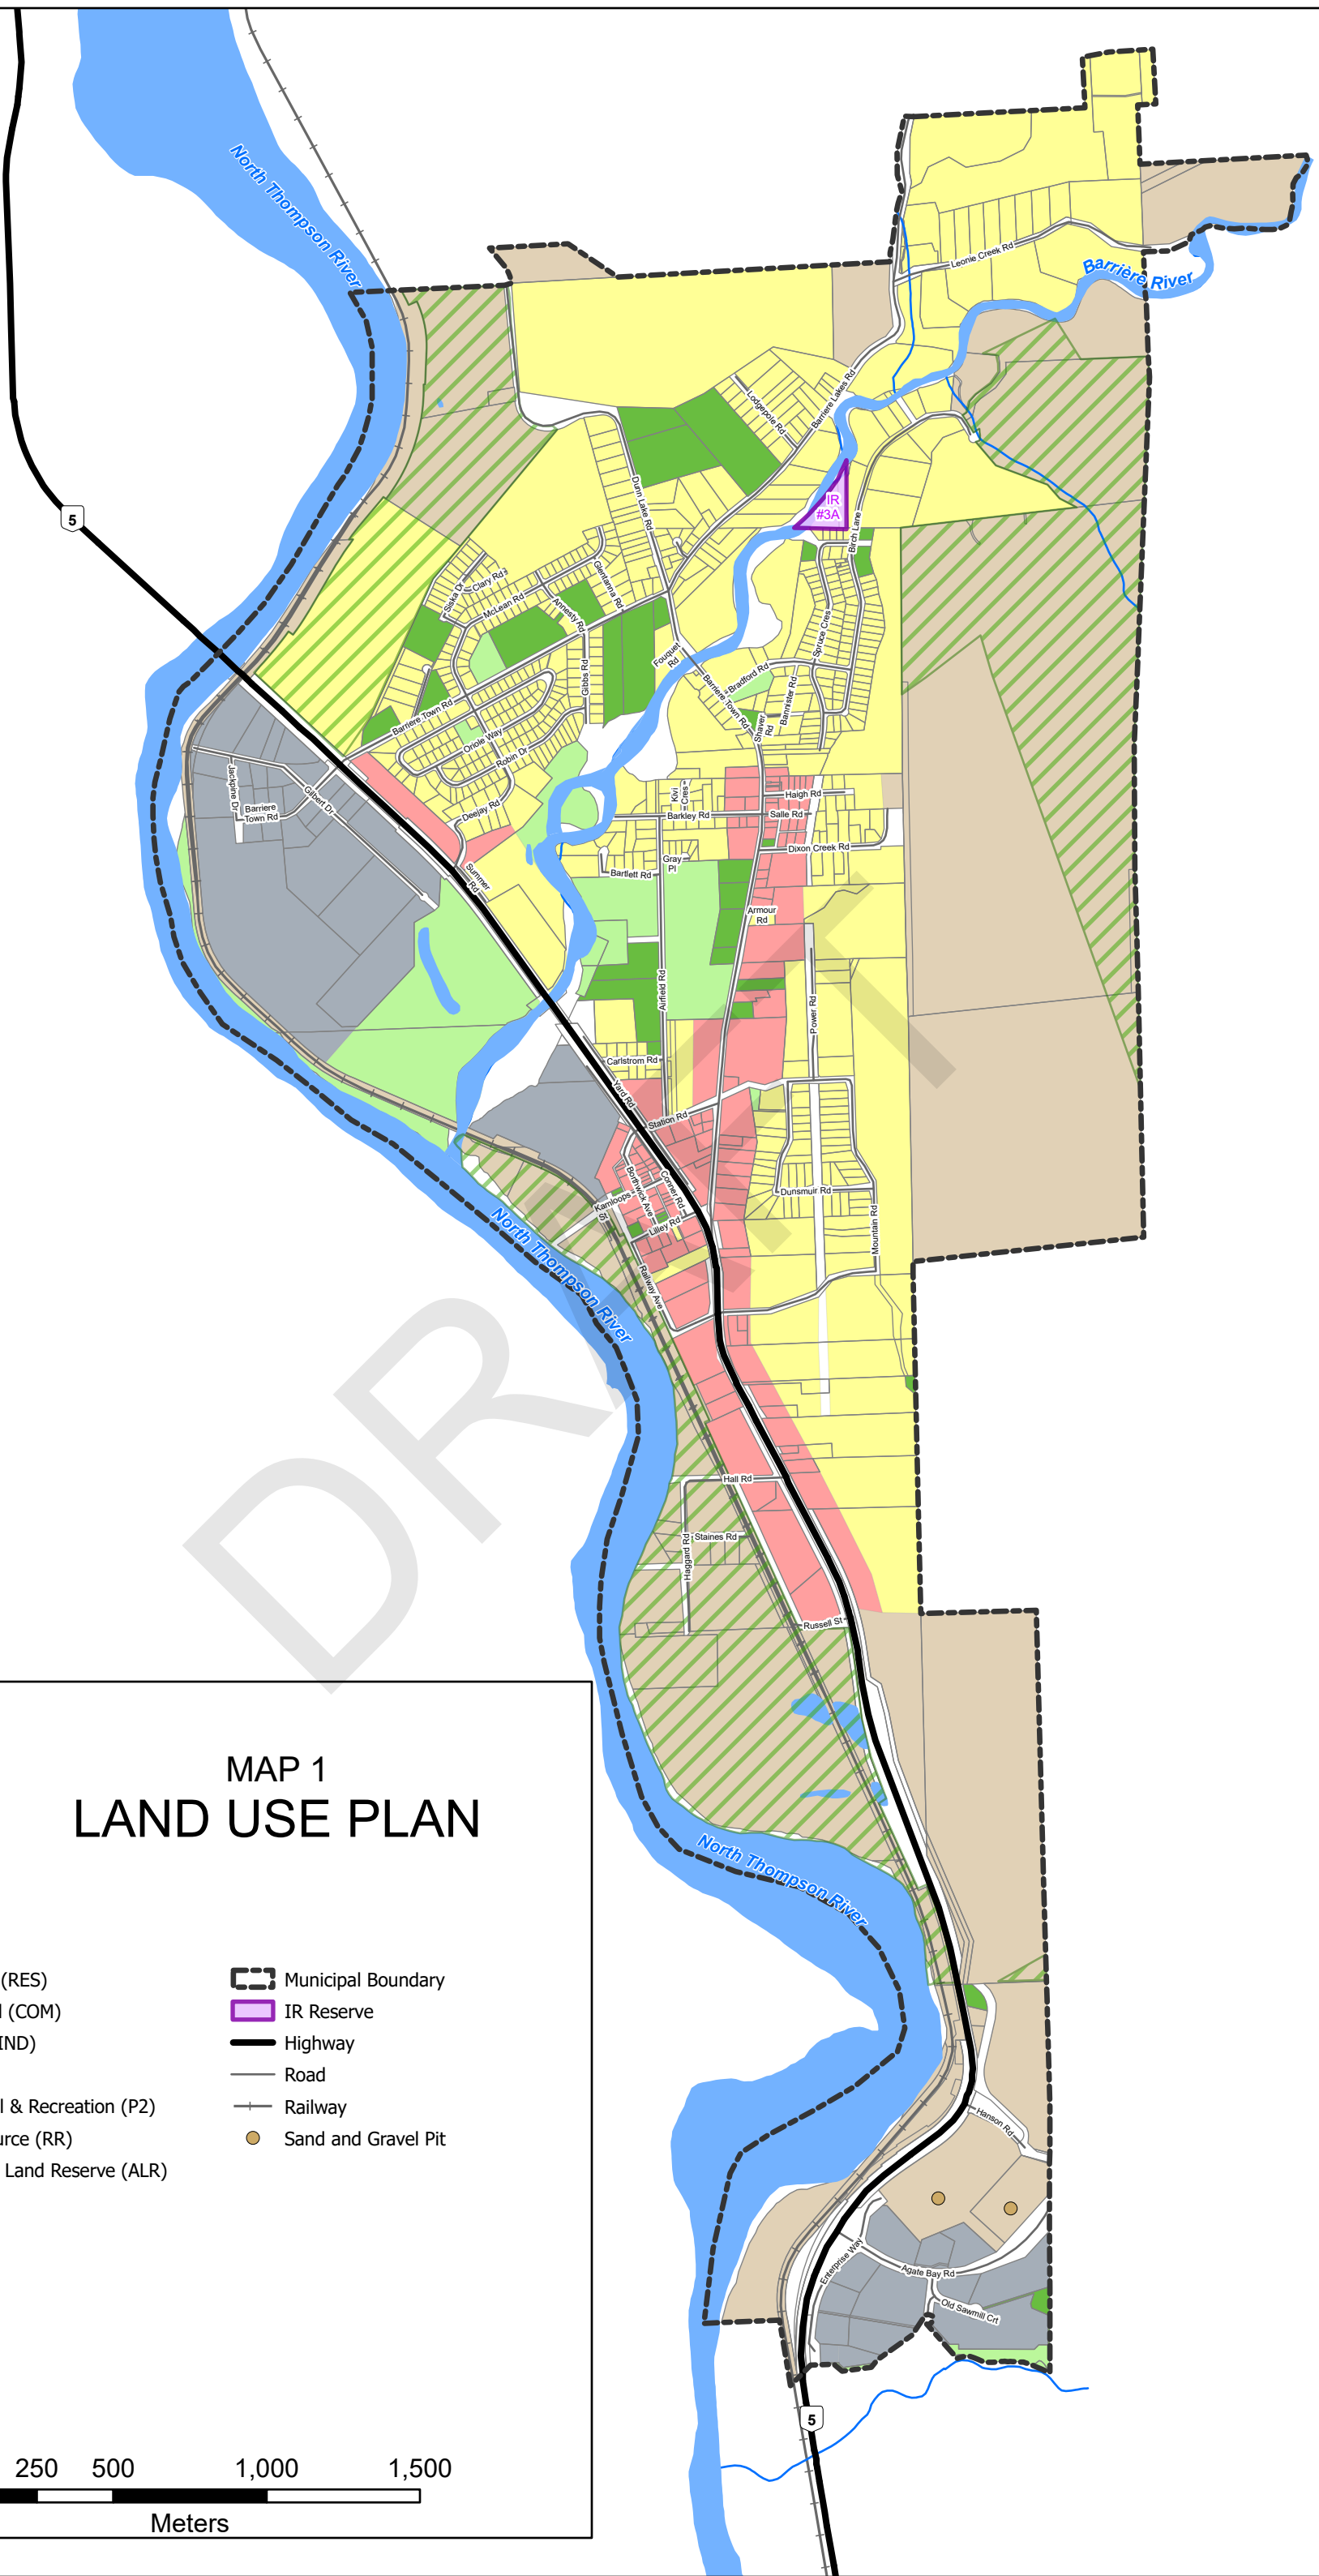 North Thompson River
Leonie Creek Rd
Barrière River
Lodgepole Rd
Barriere Lakes Rd
Dunn Lake Rd
IR
#3A
5
Birch Lane
Siska Dr
Clary Rd
Glentanna Rd
McLean Rd
Annesty Rd
Spruce Cres
Fouquet
Rd
Gibbs Rd
Bradford Rd
Bannister Rd
Barriere Town Rd
Shaver
Rd
Barriere Town Rd
Oriole Way
Robin Dr
Jackpine Dr
Gilbert Dr
Barriere
Town Rd
Deejay Rd
Kivi
Cres
Haigh Rd
Barkley Rd
Salle Rd
Dixon Creek Rd
Gray
Pl
Bartlett Rd
Summer
Rd
Armour
Rd
Airfield Rd
Power Rd
Carlstrom Rd
Yard Rd
Station Rd
Borthwick Ave
Conner Rd
Kamloops
St
Lilley Rd
Dunsmuir Rd
Mountain Rd
North Thompson River
Railway Ave
DRAFT
Hall Rd
Staines Rd
Haggard Rd
Russell St
North Thompson River
Hanson Rd
Enterprise Way
Agate Bay Rd
Old Sawmill Crt
5
MAP 1
LAND USE PLAN
(RES)
(COM)
IND)
& Recreation (P2)
(RR)
Land Reserve (ALR)
Municipal Boundary
IR Reserve
Highway
Road
Railway
Sand and Gravel Pit
250 500 1,000 1,500
Meters